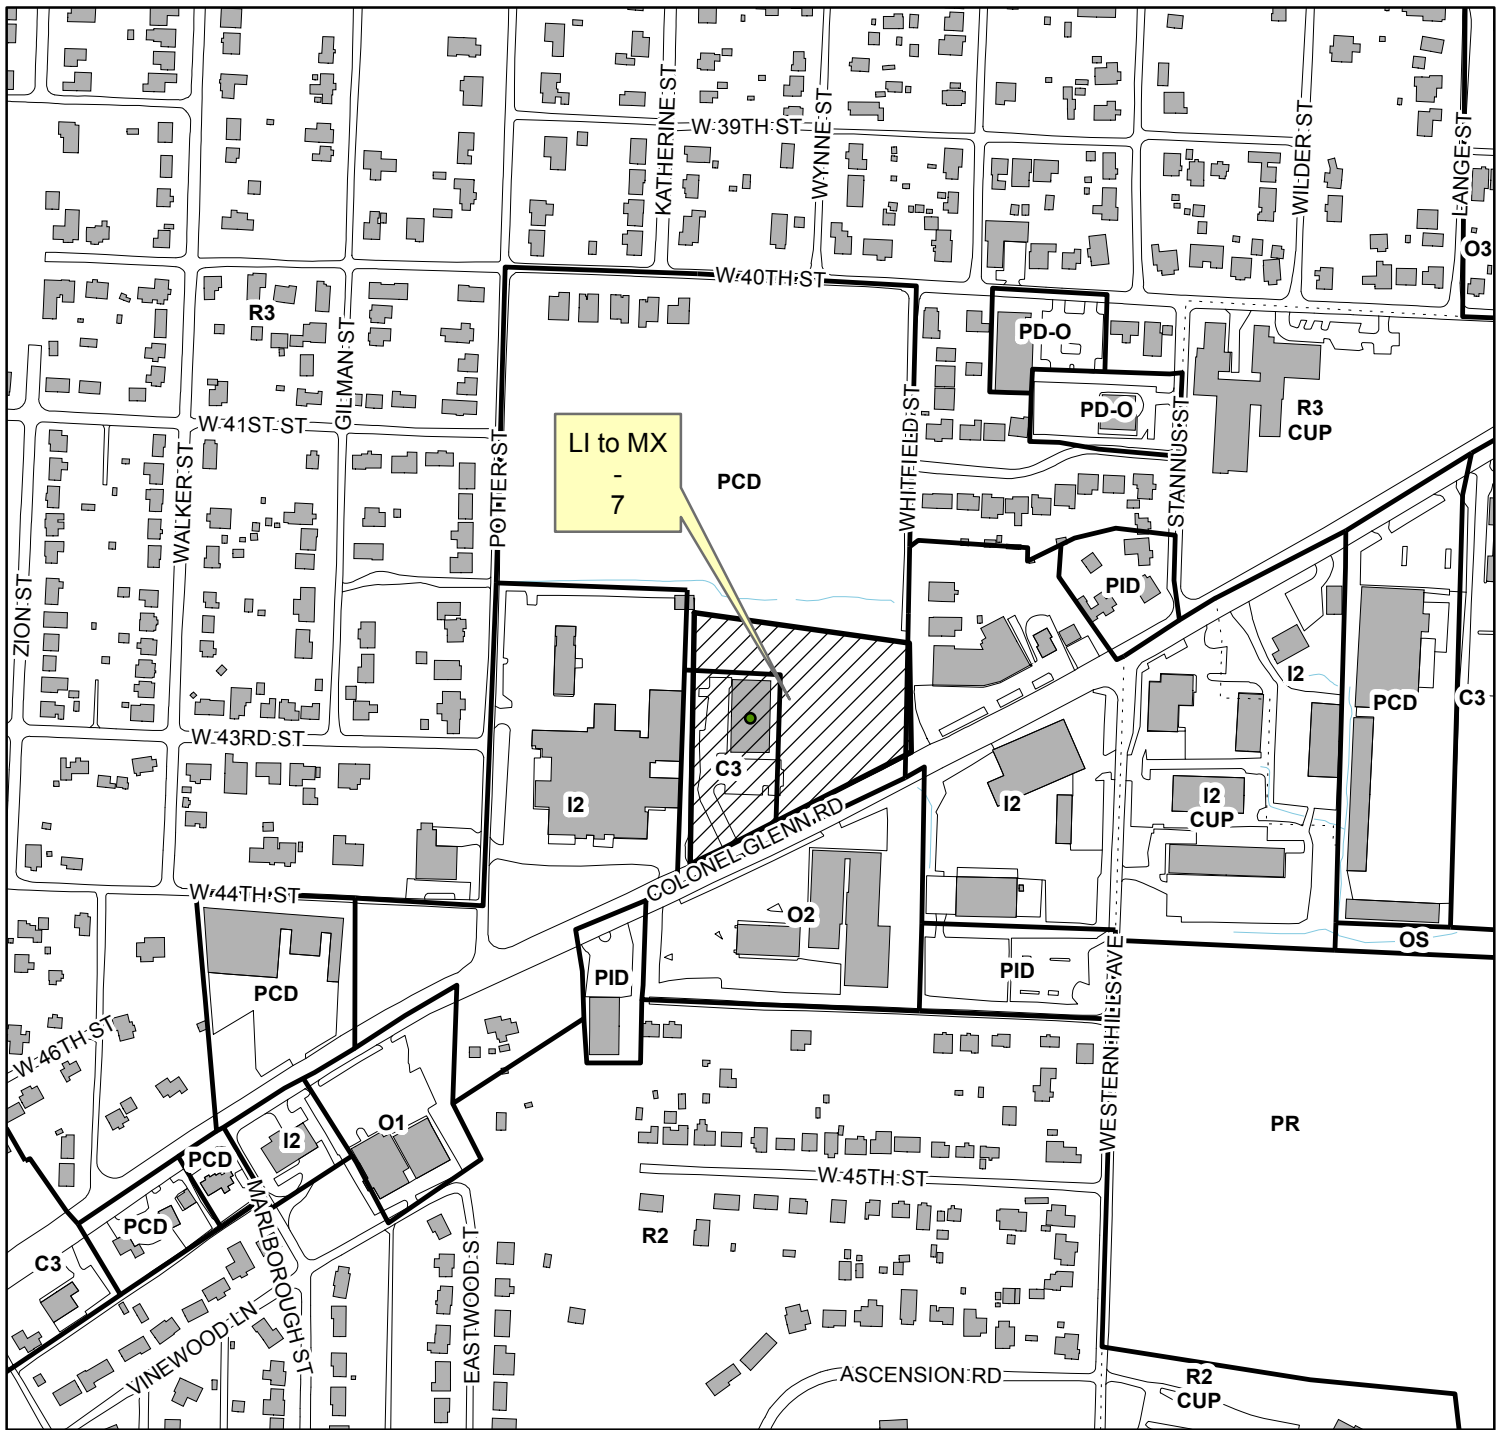 KATHERINE ST
W 39TH ST
WYNNE ST
WILDER ST
LANGE ST
O3
W 40TH ST
R3
GILMAN ST
PD-O
PD-O
R3
CUP
W 41ST ST
WALKER ST
POTTER ST
LI to MX
-
7
PCD
WHITFIELD ST
STANNUS ST
ZION ST
PID
I2
PCD
C3
W 43RD ST
C3
I2
I2
I2
CUP
COLONEL GLENN RD
W 44TH ST
O2
OS
PCD
PID
PID
WESTERN HILLS AVE
W 46TH ST
O1
I2
PCD
PR
PCD
MARLBOROUGH ST
W 45TH ST
R2
C3
EASTWOOD ST
VINEWOOD LN
ASCENSION RD
R2
CUP